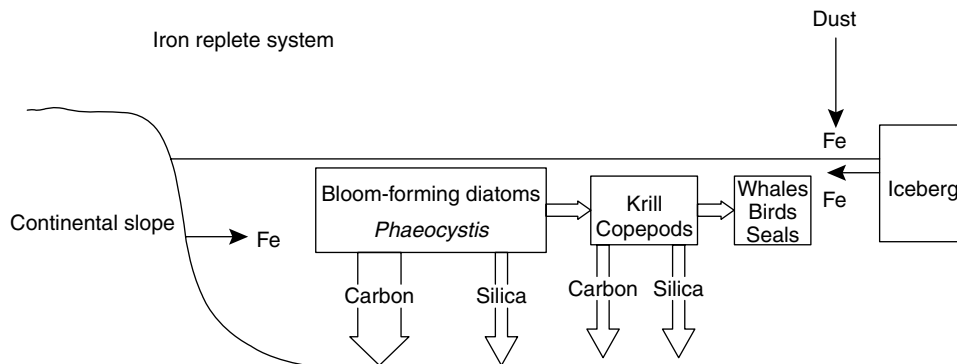 Iron replete system
Dust
Fe
Fe
Iceberg
Continental slope
Fe
Bloom-forming diatoms
Phaeocystis
Krill
Copepods
Whales
Birds
Seals
Carbon
Silica
Carbon
Silica